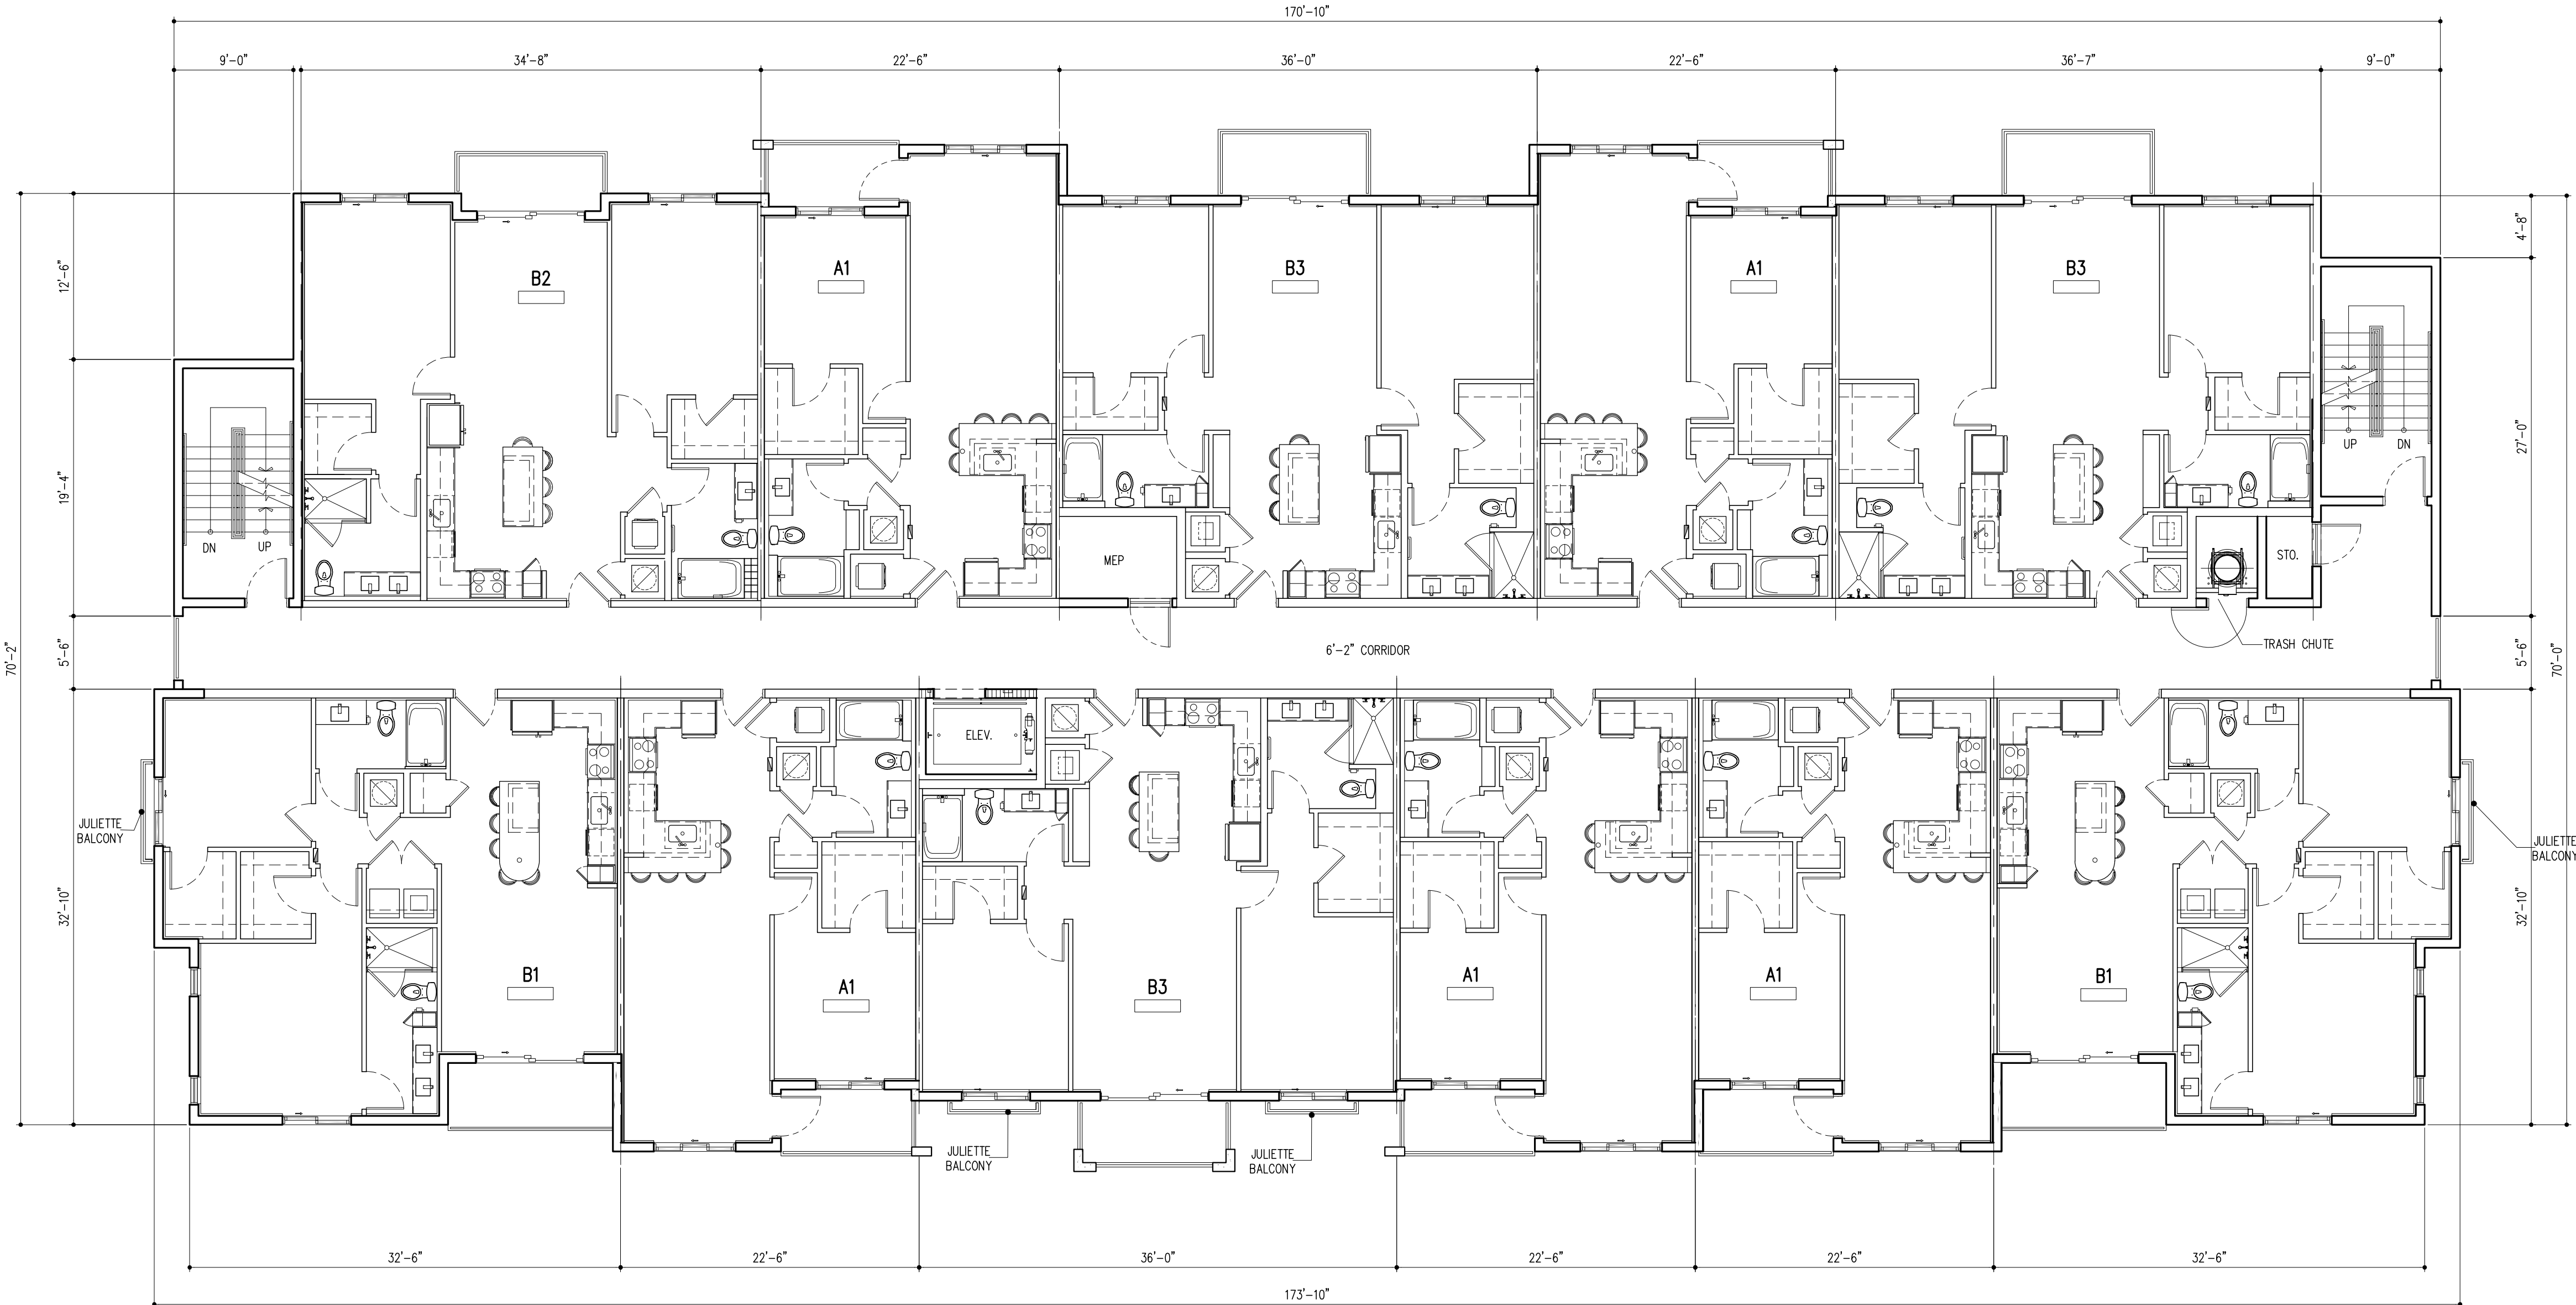 170'-10"
9'-0"
34'-8"
22'-6"
36'-0"
22'-6"
36'-7"
9'-0"
70'-2"
12'-6"
19'-4"
5'-6"
32'-10"
4'-8"
27'-0"
5'-6"
70'-0"
32'-10"
B2
A1
B3
A1
B3
DN
UP
UP
DN
MEP
STO.
6'-2" CORRIDOR
TRASH CHUTE
ELEV.
JULIETTE
BALCONY
JULIETTE
BALCONY
B1
A1
B3
A1
A1
B1
JULIETTE
BALCONY
JULIETTE
BALCONY
32'-6"
22'-6"
36'-0"
22'-6"
22'-6"
32'-6"
173'-10"